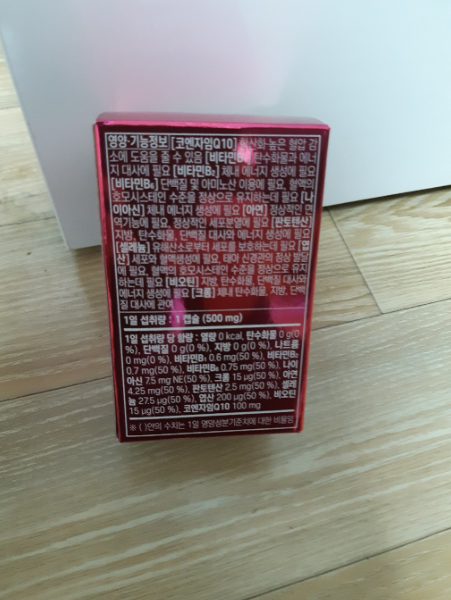 영양·기능정보 [코엔자임Q10] 항산화·높은 혈압 감
소에 도움을 줄 수 있음 [비타민B₁] 탄수화물과 에너
지 대사에 필요 [비타민B₂] 체내 에너지 생성에 필요
[비타민B₆] 단백질 및 아미노산 이용에 필요, 혈액의
호모시스테인 수준을 정상으로 유지하는데 필요 [나
이아신] 체내 에너지 생성에 필요 [아연] 정상적인 면
역기능에 필요, 정상적인 세포분열에 필요 [판토텐산]
지방, 탄수화물, 단백질 대사와 에너지 생성에 필요
[셀레늄] 유해산소로부터 세포를 보호하는데 필요 [엽
산] 세포와 혈액생성에 필요, 태아 신경관의 정상 발달
에 필요, 혈액의 호모시스테인 수준을 정상으로 유지
하는데 필요 [비오틴] 지방, 탄수화물, 단백질 대사와
에너지 생성에 필요 [크롬] 체내 탄수화물, 지방, 단백
질 대사에 관여
1일 섭취량 : 1 캡슐 (500 mg)
1일 섭취량 당 함량 : 열량 0 kcal, 탄수화물 0 g(0
%), 단백질 0 g(0 %), 지방 0 g(0 %), 나트륨
0 mg(0 %), 비타민B₁ 0.6 mg(50 %), 비타민B₂
0.7 mg(50 %), 비타민B₆ 0.75 mg(50 %), 나이
아신 7.5 mg NE(50 %), 크롬 15 µg(50 %), 아연
4.25 mg(50 %), 판토텐산 2.5 mg(50 %), 셀레
늄 27.5 µg(50 %), 엽산 200 µg(50 %), 비오틴
15 µg(50 %), 코엔자임Q10 100 mg
※ ( )안의 수치는 1일 영양성분기준치에 대한 비율임